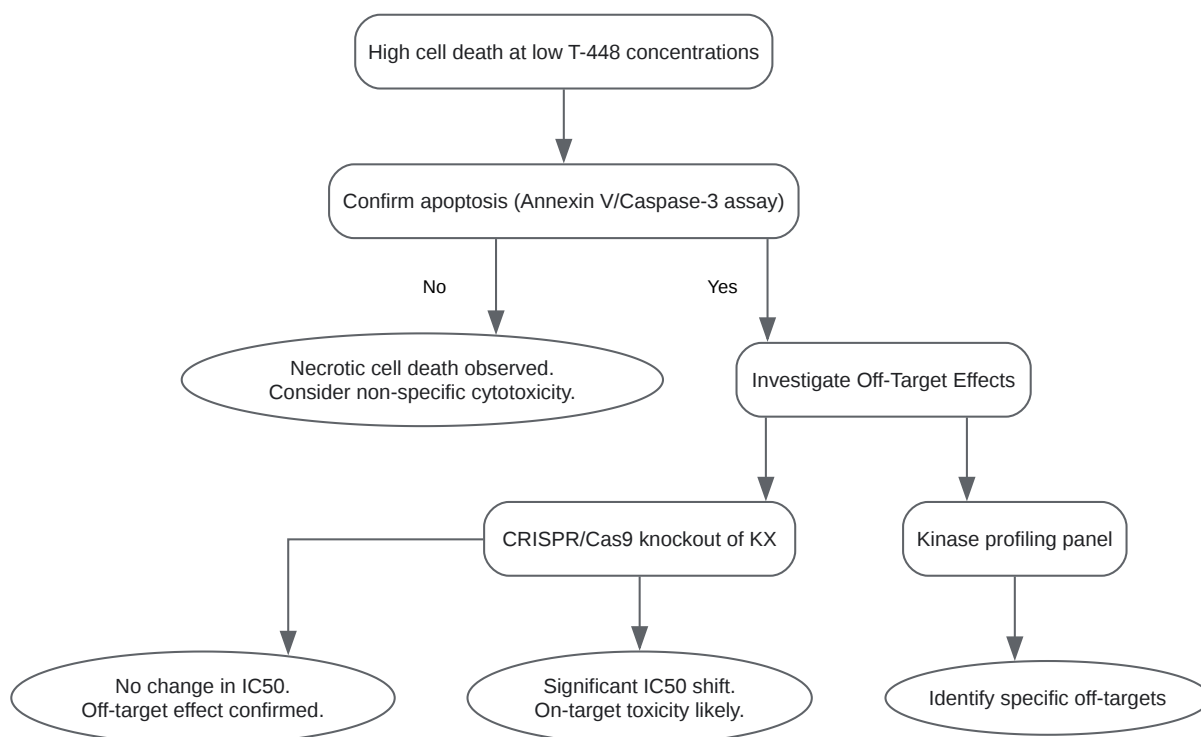 High cell death at low T-448 concentrations
Confirm apoptosis (Annexin V/Caspase-3 assay)
No
Yes
Necrotic cell death observed.
Consider non-specific cytotoxicity.
Investigate Off-Target Effects
CRISPR/Cas9 knockout of KX
Kinase profiling panel
No change in IC50.
Off-target effect confirmed.
Significant IC50 shift.
On-target toxicity likely.
Identify specific off-targets